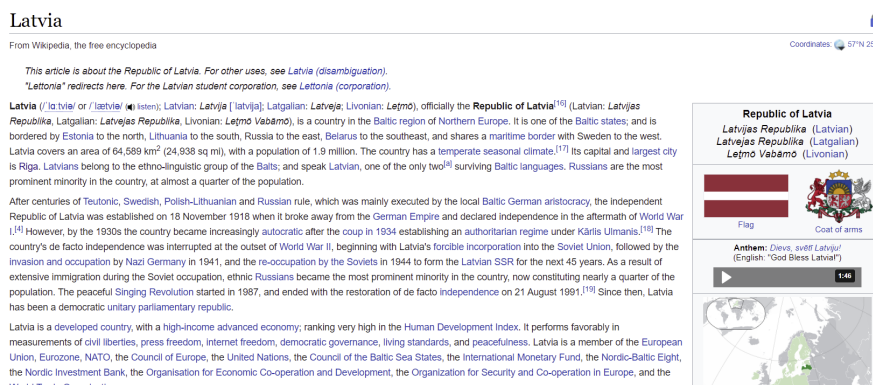 Latvia
From Wikipedia, the free encyclopedia
Coordinates: 57°N 25
This article is about the Republic of Latvia. For other uses, see Latvia (disambiguation).
"Lettonia" redirects here. For the Latvian student corporation, see Lettonia (corporation).
Latvia (/ˈlɑːtviə/ or /ˈlætviə/ (listen); Latvian: Latvija [ˈlatvija]; Latgalian: Latveja; Livonian: Leţmō), officially the Republic of Latvia[16] (Latvian: Latvijas
Republika, Latgalian: Latvejas Republika, Livonian: Leţmō Vabāmō), is a country in the Baltic region of Northern Europe. It is one of the Baltic states; and is
bordered by Estonia to the north, Lithuania to the south, Russia to the east, Belarus to the southeast, and shares a maritime border with Sweden to the west.
Latvia covers an area of 64,589 km² (24,938 sq mi), with a population of 1.9 million. The country has a temperate seasonal climate.[17] Its capital and largest city
is Riga. Latvians belong to the ethno-linguistic group of the Balts; and speak Latvian, one of the only two[a] surviving Baltic languages. Russians are the most
prominent minority in the country, at almost a quarter of the population.
After centuries of Teutonic, Swedish, Polish-Lithuanian and Russian rule, which was mainly executed by the local Baltic German aristocracy, the independent
Republic of Latvia was established on 18 November 1918 when it broke away from the German Empire and declared independence in the aftermath of World War
I.[4] However, by the 1930s the country became increasingly autocratic after the coup in 1934 establishing an authoritarian regime under Kārlis Ulmanis.[18] The
country's de facto independence was interrupted at the outset of World War II, beginning with Latvia's forcible incorporation into the Soviet Union, followed by the
invasion and occupation by Nazi Germany in 1941, and the re-occupation by the Soviets in 1944 to form the Latvian SSR for the next 45 years. As a result of
extensive immigration during the Soviet occupation, ethnic Russians became the most prominent minority in the country, now constituting nearly a quarter of the
population. The peaceful Singing Revolution started in 1987, and ended with the restoration of de facto independence on 21 August 1991.[19] Since then, Latvia
has been a democratic unitary parliamentary republic.
Latvia is a developed country, with a high-income advanced economy; ranking very high in the Human Development Index. It performs favorably in
measurements of civil liberties, press freedom, internet freedom, democratic governance, living standards, and peacefulness. Latvia is a member of the European
Union, Eurozone, NATO, the Council of Europe, the United Nations, the Council of the Baltic Sea States, the International Monetary Fund, the Nordic-Baltic Eight,
the Nordic Investment Bank, the Organisation for Economic Co-operation and Development, the Organization for Security and Co-operation in Europe, and the
Republic of Latvia
Latvijas Republika (Latvian)
Latvejas Republika (Latgalian)
Leţmō Vabāmō (Livonian)
Flag
Coat of arms
Anthem: Dievs, svētī Latviju!
(English: "God Bless Latvia!")
1:46